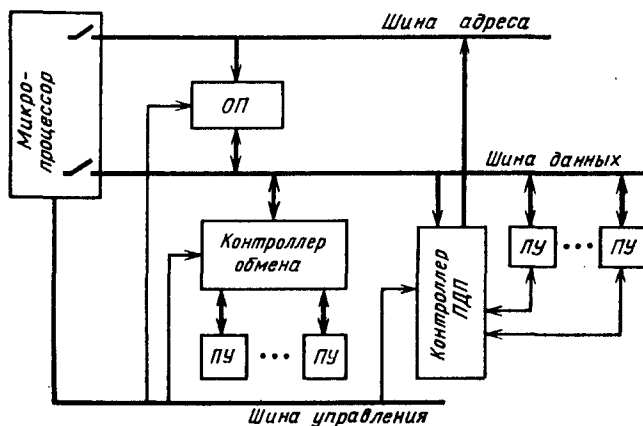 Шина адреса
Микро-
процессор
ОП
Шина данных
Контроллер
обмена
Контроллер
ПДП
ПУ ... ПУ
ПУ ... ПУ
Шина управления